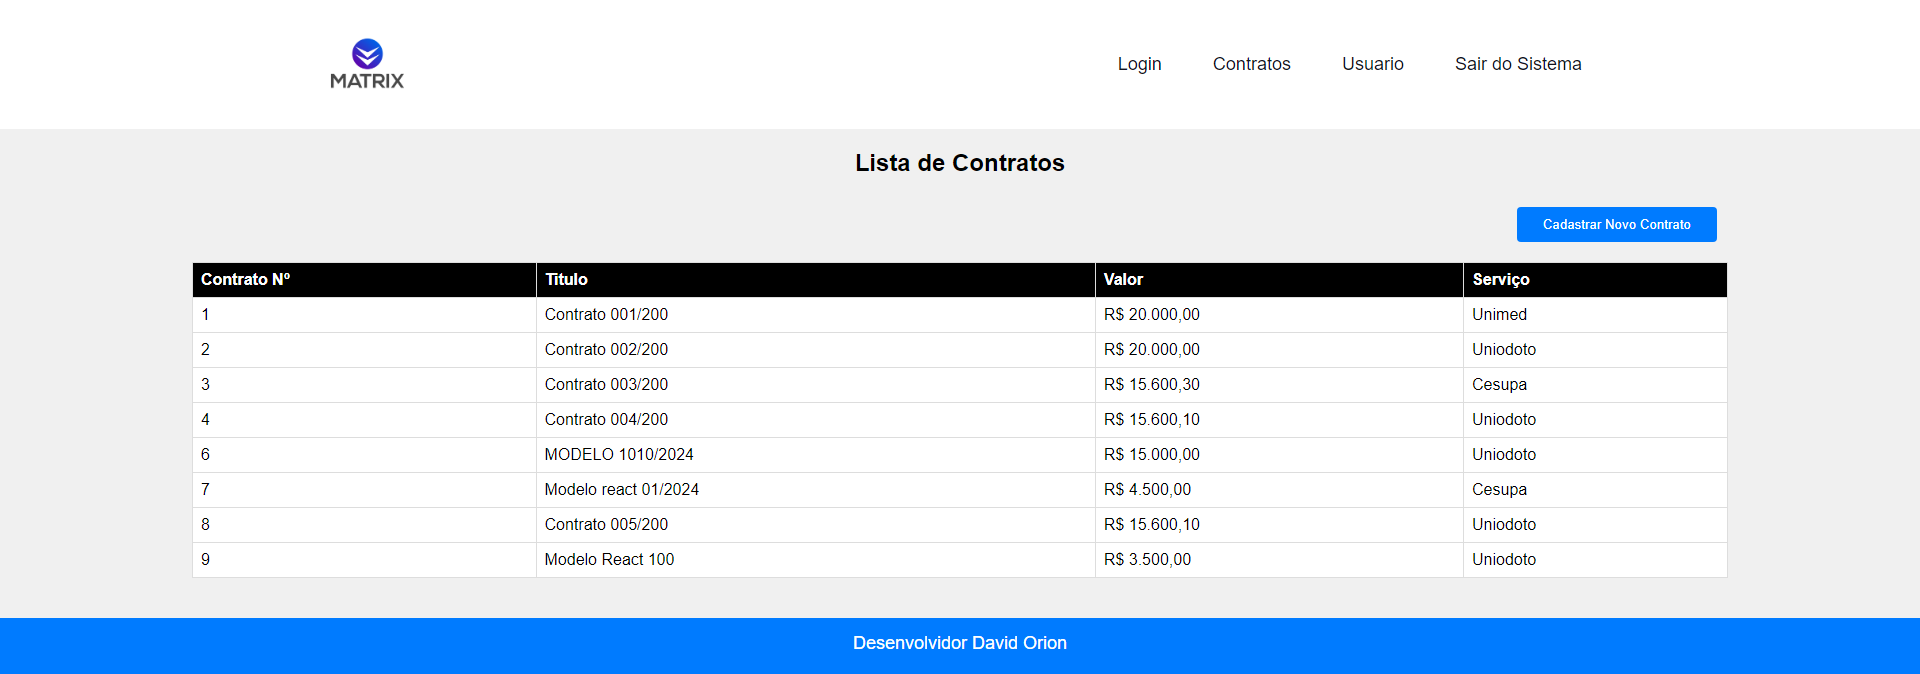 MATRIX
Login Contratos Usuario Sair do Sistema
Lista de Contratos
Cadastrar Novo Contrato
Contrato Nº Titulo Valor Serviço
1 Contrato 001/200 R$ 20.000,00 Unimed
2 Contrato 002/200 R$ 20.000,00 Uniodoto
3 Contrato 003/200 R$ 15.600,30 Cesupa
4 Contrato 004/200 R$ 15.600,10 Uniodoto
6 MODELO 1010/2024 R$ 15.000,00 Uniodoto
7 Modelo react 01/2024 R$ 4.500,00 Cesupa
8 Contrato 005/200 R$ 15.600,10 Uniodoto
9 Modelo React 100 R$ 3.500,00 Uniodoto
Desenvolvidor David Orion